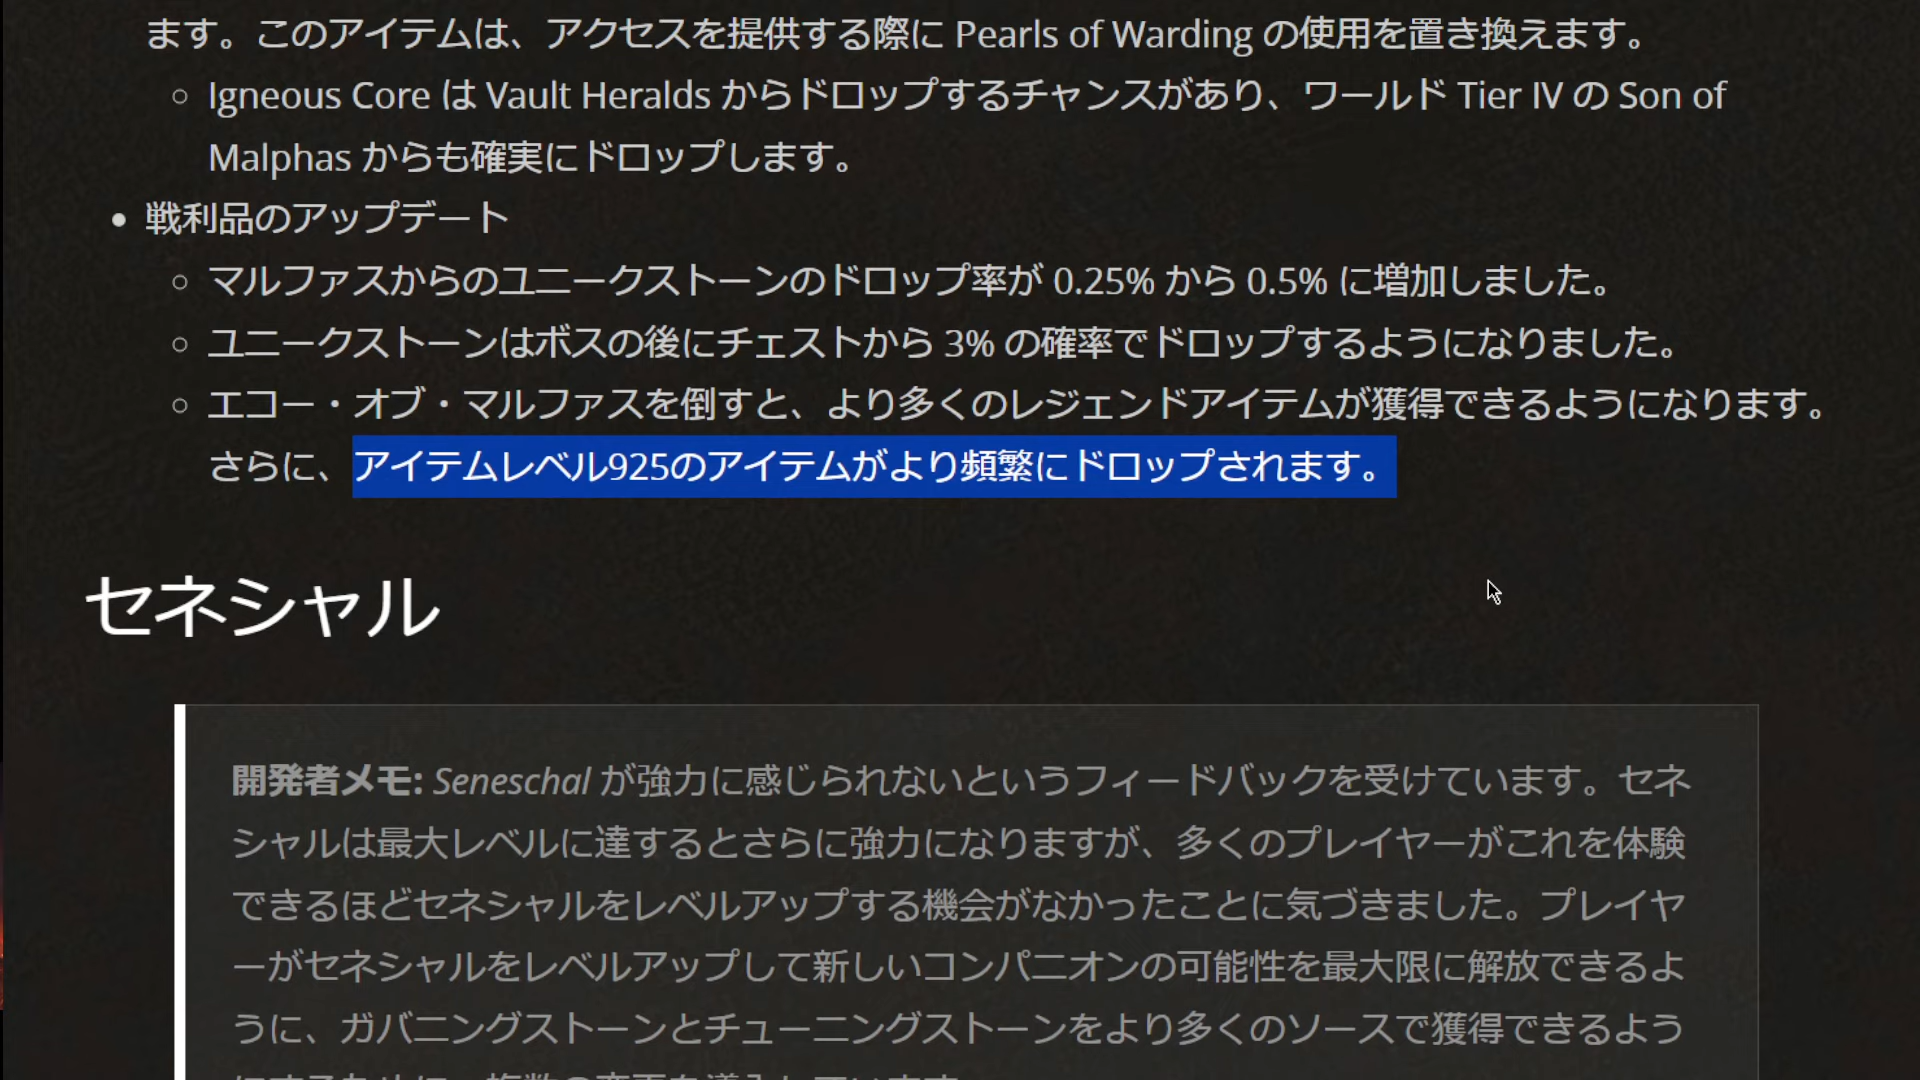 ます。このアイテムは、アクセスを提供する際に Pearls of Warding の使用を置き換えます。
Igneous Core は Vault Heralds からドロップするチャンスがあり、ワールド Tier IV の Son of
Malphas からも確実にドロップします。
戦利品のアップデート
マルファスからのユニークストーンのドロップ率が 0.25% から 0.5% に増加しました。
ユニークストーンはボスの後にチェストから 3% の確率でドロップするようになりました。
エコー・オブ・マルファスを倒すと、より多くのレジェンドアイテムが獲得できるようになります。
さらに、アイテムレベル925のアイテムがより頻繁にドロップされます。
セネシャル
開発者メモ: Seneschal が強力に感じられないというフィードバックを受けています。セネ
シャルは最大レベルに達するとさらに強力になりますが、多くのプレイヤーがこれを体験
できるほどセネシャルをレベルアップする機会がなかったことに気づきました。プレイヤ
ーがセネシャルをレベルアップして新しいコンパニオンの可能性を最大限に解放できるよ
うに、ガバニングストーンとチューニングストーンをより多くのソースで獲得できるよう